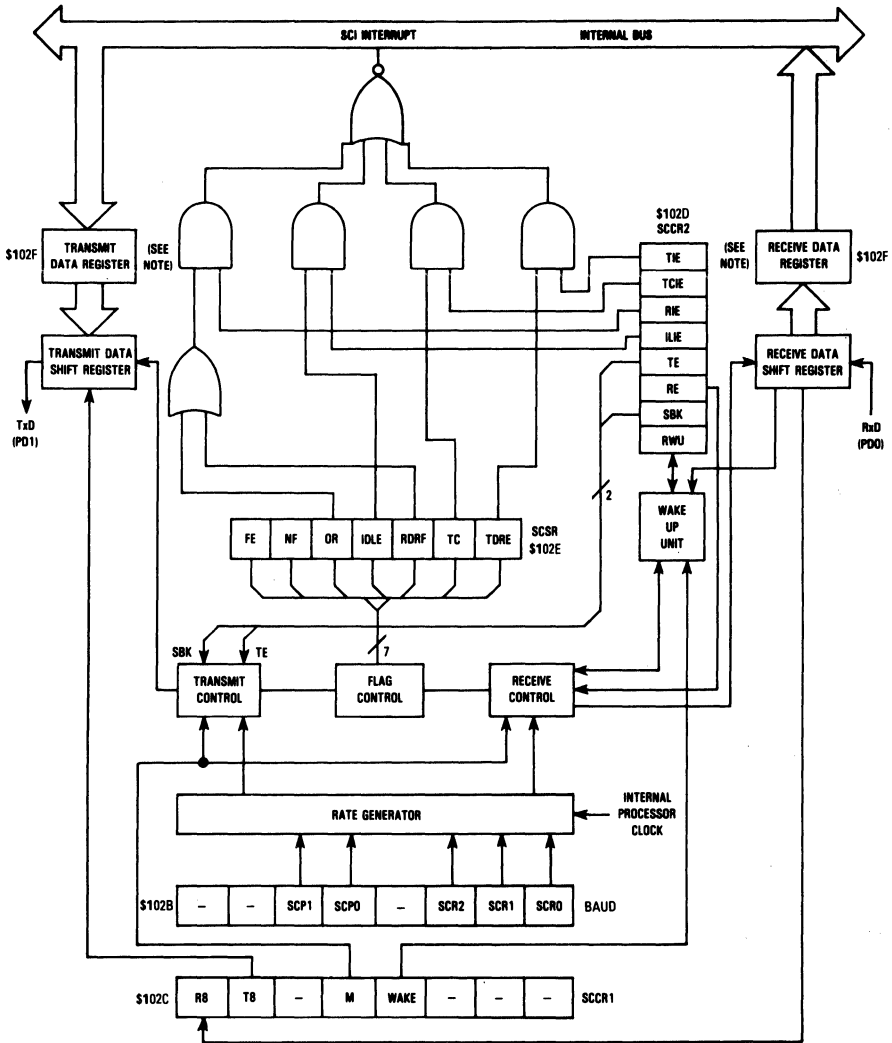 SCI INTERRUPT INTERNAL BUS
$102D
SCCR2
$102F
TRANSMIT
DATA REGISTER
(SEE
NOTE)
TIE
TCIE
RIE
ILIE
TE
RE
SBK
RWU
(SEE
NOTE)
RECEIVE DATA
REGISTER
$102F
TRANSMIT DATA
SHIFT REGISTER
RECEIVE DATA
SHIFT REGISTER
TxD
(PD1)
RxD
(PD0)
2
WAKE
UP
UNIT
FE NF OR IDLE RDRF TC TDRE
SCSR
$102E
SBK TE
7
TRANSMIT
CONTROL
FLAG
CONTROL
RECEIVE
CONTROL
RATE GENERATOR
INTERNAL
PROCESSOR
CLOCK
$102B – – SCP1 SCP0 – SCR2 SCR1 SCR0 BAUD
$102C R8 T8 – M WAKE – – – SCCR1